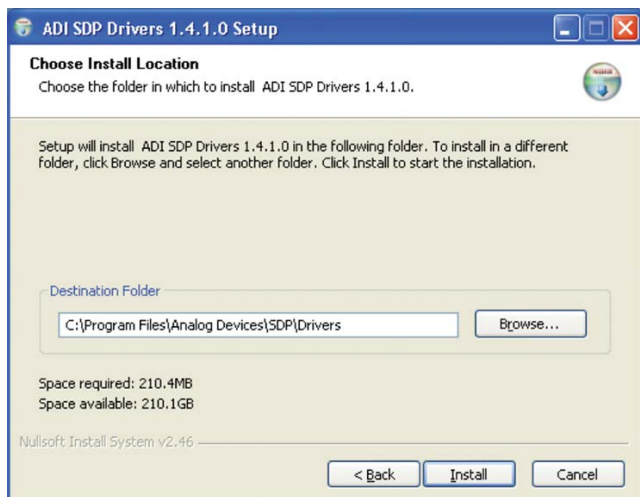 ADI SDP Drivers 1.4.1.0 Setup
Choose Install Location
Choose the folder in which to install ADI SDP Drivers 1.4.1.0.
Setup will install ADI SDP Drivers 1.4.1.0 in the following folder. To install in a different
folder, click Browse and select another folder. Click Install to start the installation.
Destination Folder
C:\Program Files\Analog Devices\SDP\Drivers
Browse...
Space required: 210.4MB
Space available: 210.1GB
Nullsoft Install System v2.46
< Back
Install
Cancel